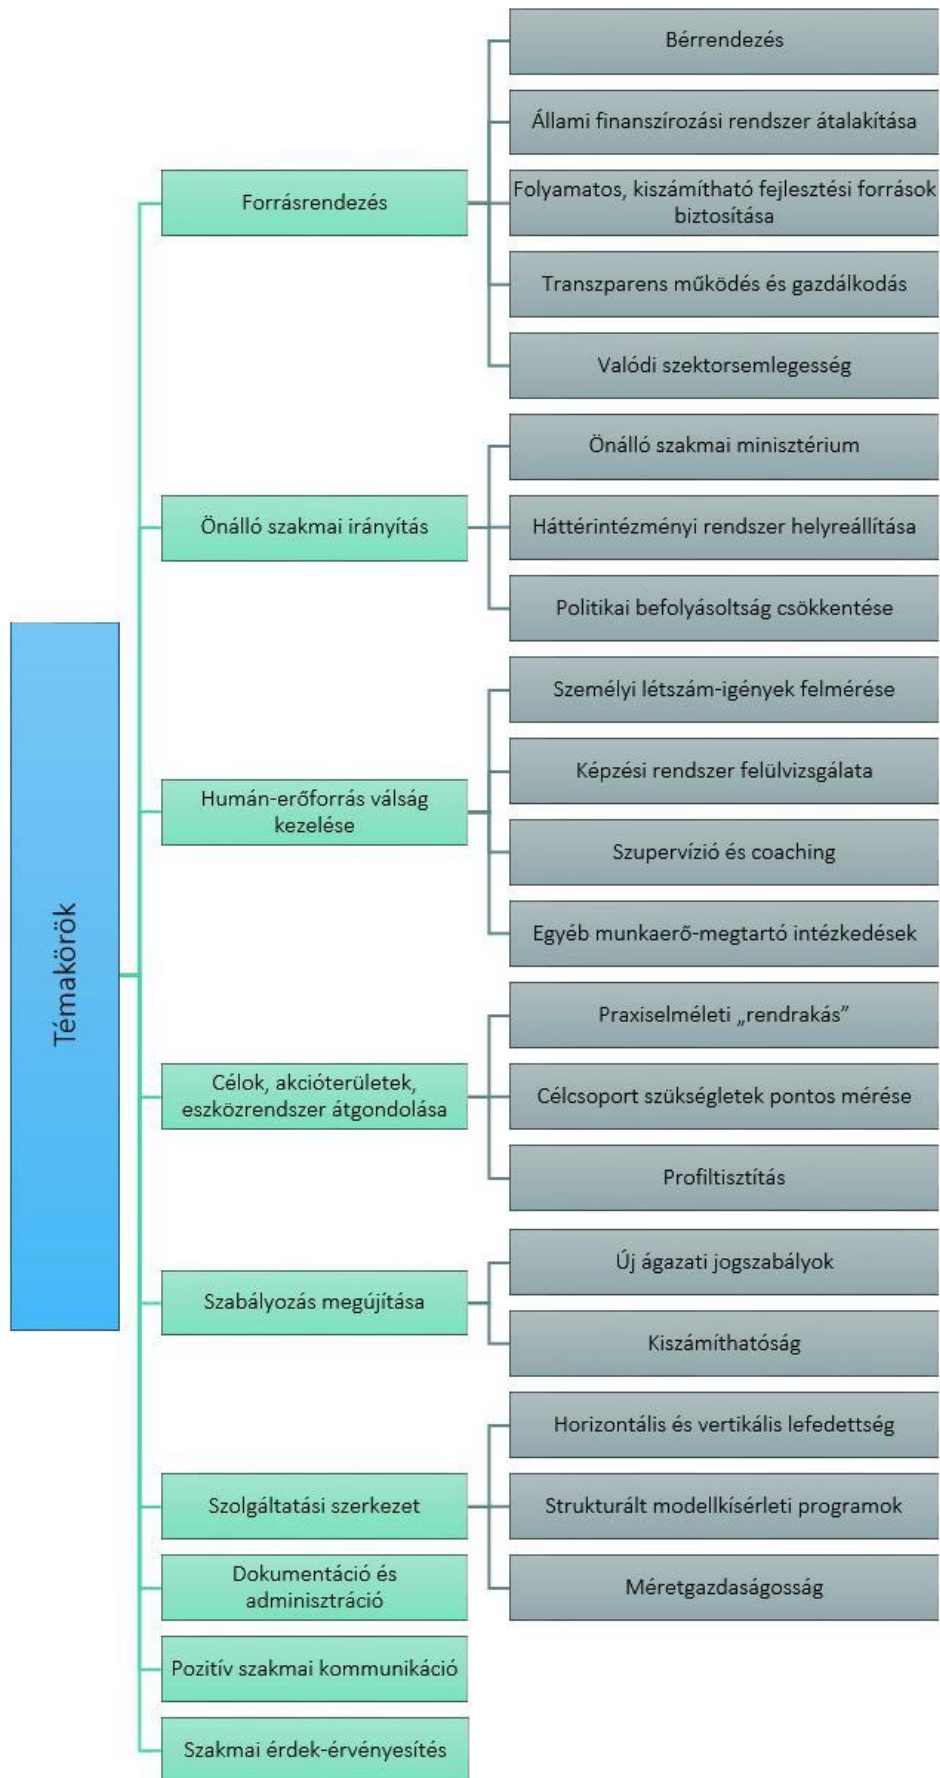 Témakörök
Forrásrendezés
Bérrendezés
Állami finanszírozási rendszer átalakítása
Folyamatos, kiszámítható fejlesztési források
biztosítása
Transzparens működés és gazdálkodás
Valódi szektorsemlegesség
Önálló szakmai irányítás
Önálló szakmai minisztérium
Háttérintézményi rendszer helyreállítása
Politikai befolyásoltság csökkentése
Humán-erőforrás válság
kezelése
Személyi létszám-igények felmérése
Képzési rendszer felülvizsgálata
Szupervízió és coaching
Egyéb munkaerő-megtartó intézkedések
Célok, akcióterületek,
eszközrendszer átgondolása
Praxiselméleti „rendrakás”
Célcsoport szükségletek pontos mérése
Profiltisztítás
Szabályozás megújítása
Új ágazati jogszabályok
Kiszámíthatóság
Szolgáltatási szerkezet
Horizontális és vertikális lefedettség
Strukturált modellkísérleti programok
Méretgazdaságosság
Dokumentáció és
adminisztráció
Pozitív szakmai kommunikáció
Szakmai érdek-érvényesítés